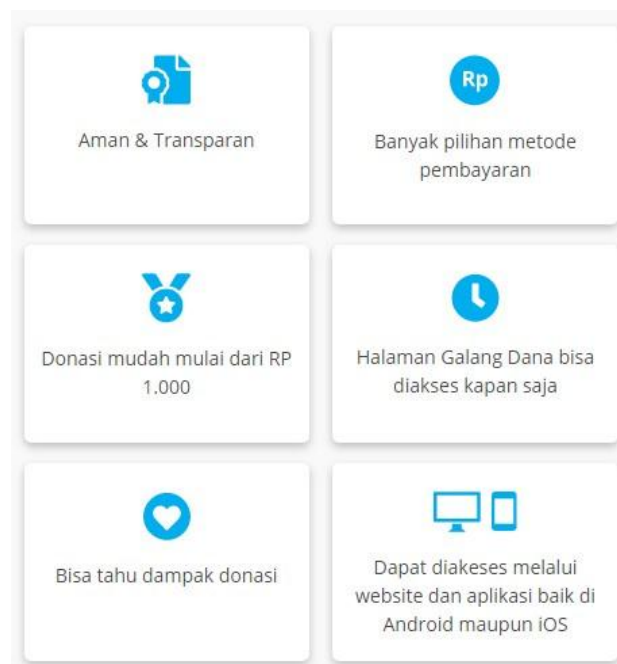 Aman & Transparan
Rp
Banyak pilihan metode
pembayaran
Donasi mudah mulai dari RP
1.000
Halaman Galang Dana bisa
diakses kapan saja
Bisa tahu dampak donasi
Dapat diakeses melalui
website dan aplikasi baik di
Android maupun iOS